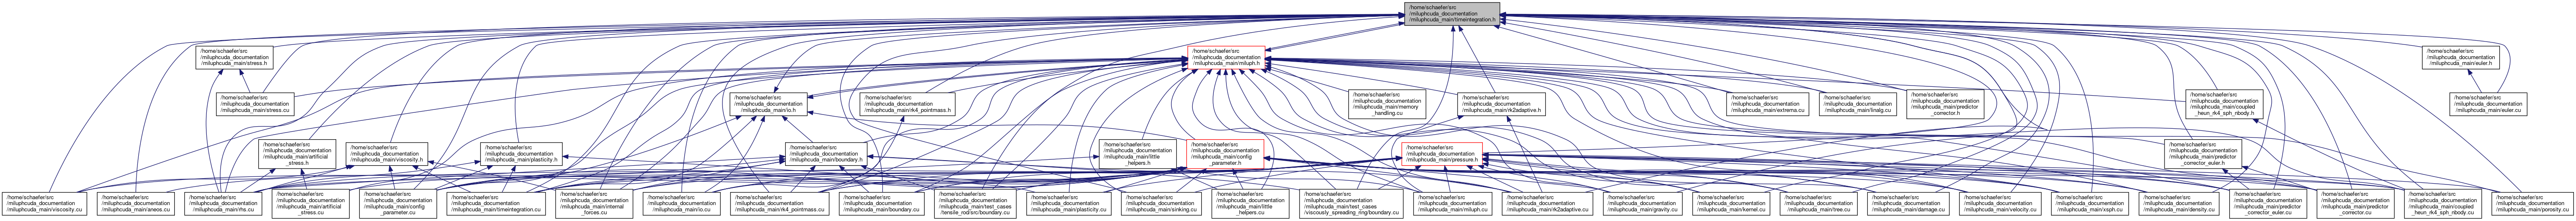 /home/schaefer/src
/miluphcuda_documentation
/miluphcuda_main/timeintegration.h
/home/schaefer/src
/miluphcuda_documentation
/miluphcuda_main/stress.h
/home/schaefer/src
/miluphcuda_documentation
/miluphcuda_main/miluph.h
/home/schaefer/src
/miluphcuda_documentation
/miluphcuda_main/euler.h
/home/schaefer/src
/miluphcuda_documentation
/miluphcuda_main/stress.cu
/home/schaefer/src
/miluphcuda_documentation
/miluphcuda_main/io.h
/home/schaefer/src
/miluphcuda_documentation
/miluphcuda_main/rk4_pointmass.h
/home/schaefer/src
/miluphcuda_documentation
/miluphcuda_main/memory
_handling.cu
/home/schaefer/src
/miluphcuda_documentation
/miluphcuda_main/rk2adaptive.h
/home/schaefer/src
/miluphcuda_documentation
/miluphcuda_main/extrema.cu
/home/schaefer/src
/miluphcuda_documentation
/miluphcuda_main/linalg.cu
/home/schaefer/src
/miluphcuda_documentation
/miluphcuda_main/predictor
_corrector.h
/home/schaefer/src
/miluphcuda_documentation
/miluphcuda_main/coupled
_heun_rk4_sph_nbody.h
/home/schaefer/src
/miluphcuda_documentation
/miluphcuda_main/euler.cu
/home/schaefer/src
/miluphcuda_documentation
/miluphcuda_main/artificial
_stress.h
/home/schaefer/src
/miluphcuda_documentation
/miluphcuda_main/viscosity.h
/home/schaefer/src
/miluphcuda_documentation
/miluphcuda_main/plasticity.h
/home/schaefer/src
/miluphcuda_documentation
/miluphcuda_main/boundary.h
/home/schaefer/src
/miluphcuda_documentation
/miluphcuda_main/little
_helpers.h
/home/schaefer/src
/miluphcuda_documentation
/miluphcuda_main/config
_parameter.h
/home/schaefer/src
/miluphcuda_documentation
/miluphcuda_main/pressure.h
/home/schaefer/src
/miluphcuda_documentation
/miluphcuda_main/predictor
_corrector_euler.h
/home/schaefer/src
/miluphcuda_documentation
/miluphcuda_main/viscosity.cu
/home/schaefer/src
/miluphcuda_documentation
/miluphcuda_main/aneos.cu
/home/schaefer/src
/miluphcuda_documentation
/miluphcuda_main/rhs.cu
/home/schaefer/src
/miluphcuda_documentation
/miluphcuda_main/artificial
_stress.cu
/home/schaefer/src
/miluphcuda_documentation
/miluphcuda_main/config
_parameter.cu
/home/schaefer/src
/miluphcuda_documentation
/miluphcuda_main/timeintegration.cu
/home/schaefer/src
/miluphcuda_documentation
/miluphcuda_main/internal
_forces.cu
/home/schaefer/src
/miluphcuda_documentation
/miluphcuda_main/io.cu
/home/schaefer/src
/miluphcuda_documentation
/miluphcuda_main/rk4_pointmass.cu
/home/schaefer/src
/miluphcuda_documentation
/miluphcuda_main/boundary.cu
/home/schaefer/src
/miluphcuda_documentation
/miluphcuda_main/test_cases
/tensile_rod/src/boundary.cu
/home/schaefer/src
/miluphcuda_documentation
/miluphcuda_main/plasticity.cu
/home/schaefer/src
/miluphcuda_documentation
/miluphcuda_main/sinking.cu
/home/schaefer/src
/miluphcuda_documentation
/miluphcuda_main/little
_helpers.cu
/home/schaefer/src
/miluphcuda_documentation
/miluphcuda_main/test_cases
/viscously_spreading_ring/boundary.cu
/home/schaefer/src
/miluphcuda_documentation
/miluphcuda_main/miluph.cu
/home/schaefer/src
/miluphcuda_documentation
/miluphcuda_main/rk2adaptive.cu
/home/schaefer/src
/miluphcuda_documentation
/miluphcuda_main/gravity.cu
/home/schaefer/src
/miluphcuda_documentation
/miluphcuda_main/kernel.cu
/home/schaefer/src
/miluphcuda_documentation
/miluphcuda_main/tree.cu
/home/schaefer/src
/miluphcuda_documentation
/miluphcuda_main/damage.cu
/home/schaefer/src
/miluphcuda_documentation
/miluphcuda_main/velocity.cu
/home/schaefer/src
/miluphcuda_documentation
/miluphcuda_main/xsph.cu
/home/schaefer/src
/miluphcuda_documentation
/miluphcuda_main/density.cu
/home/schaefer/src
/miluphcuda_documentation
/miluphcuda_main/predictor
_corrector_euler.cu
/home/schaefer/src
/miluphcuda_documentation
/miluphcuda_main/predictor
_corrector.cu
/home/schaefer/src
/miluphcuda_documentation
/miluphcuda_main/coupled
_heun_rk4_sph_nbody.cu
/home/schaefer/src
/miluphcuda_documentation
/miluphcuda_main/porosity.cu